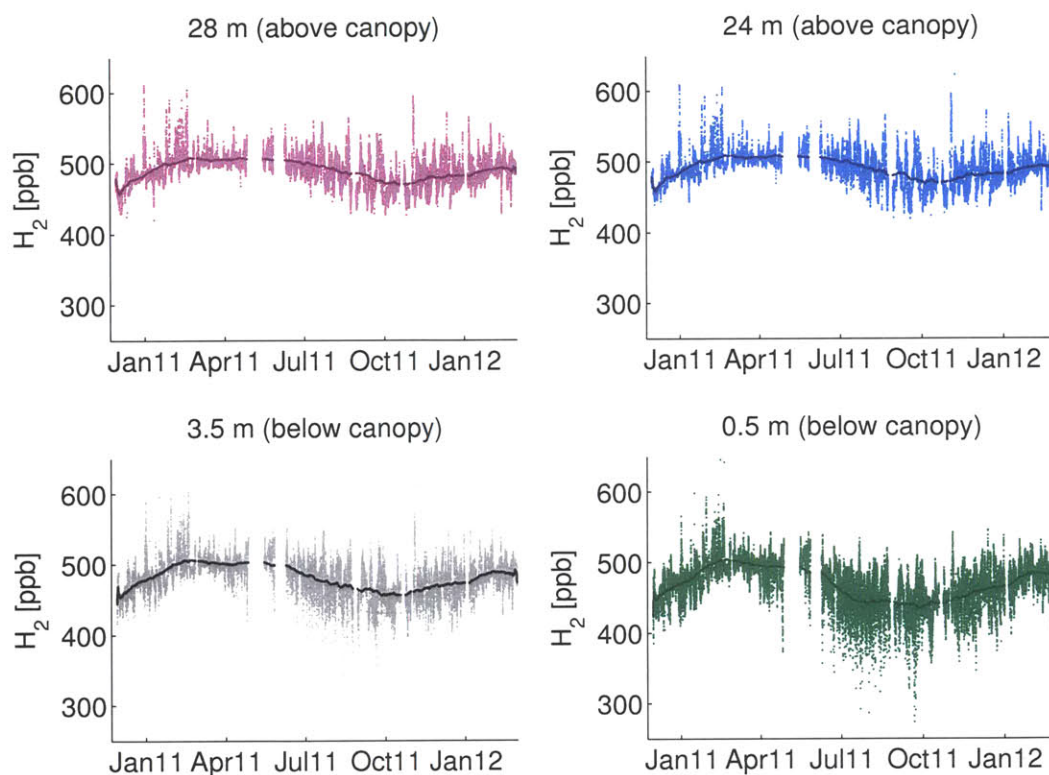 28 m (above canopy)
24 m (above canopy)
H2 [ppb]
600
500
400
300
Jan11 Apr11 Jul11 Oct11 Jan12
H2 [ppb]
600
500
400
300
Jan11 Apr11 Jul11 Oct11 Jan12
3.5 m (below canopy)
0.5 m (below canopy)
H2 [ppb]
600
500
400
300
Jan11 Apr11 Jul11 Oct11 Jan12
H2 [ppb]
600
500
400
300
Jan11 Apr11 Jul11 Oct11 Jan12